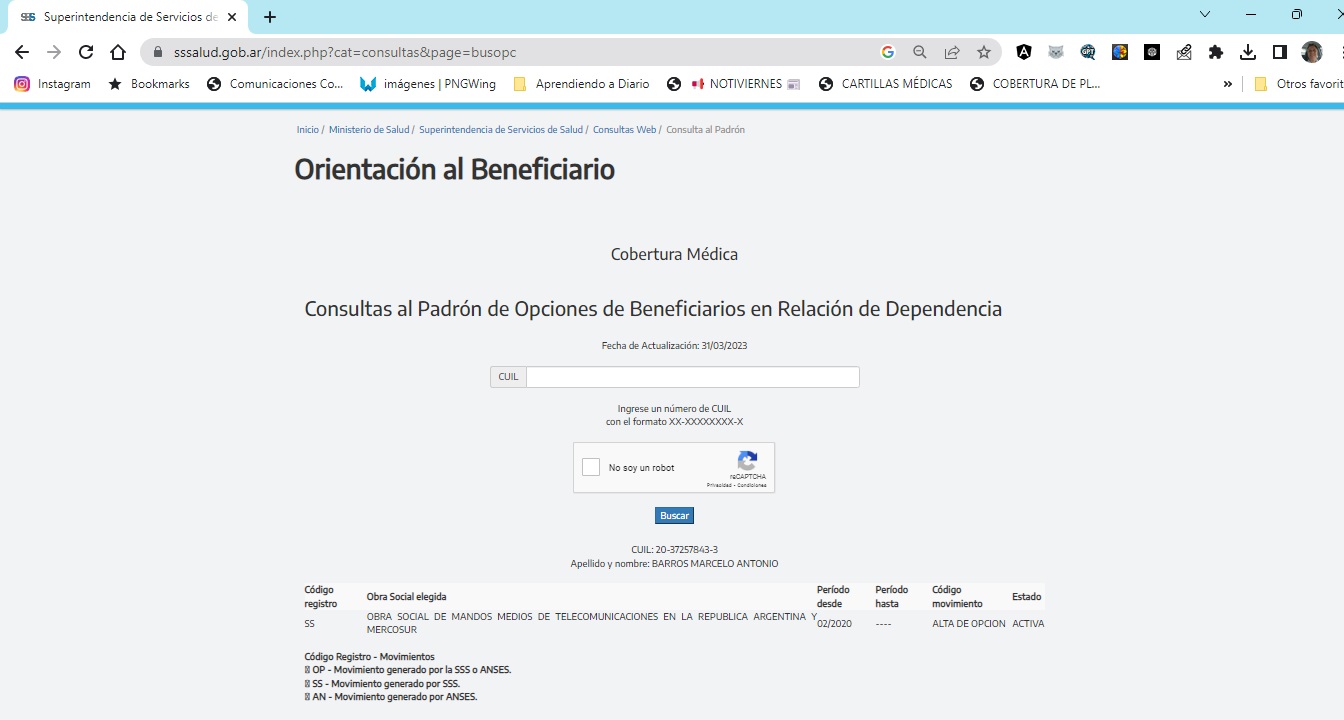 SSS Superintendencia de Servicios de
sssalud.gob.ar/index.php?cat=consultas&page=busopc
Instagram Bookmarks Comunicaciones Co... imágenes | PNGWing Aprendiendo a Diario NOTIVIERNES CARTILLAS MÉDICAS COBERTURA DE PL... » Otros favorit
Inicio / Ministerio de Salud / Superintendencia de Servicios de Salud / Consultas Web / Consulta al Padrón
Orientación al Beneficiario
Cobertura Médica
Consultas al Padrón de Opciones de Beneficiarios en Relación de Dependencia
Fecha de Actualización: 31/03/2023
CUIL
Ingrese un número de CUIL
con el formato XX-XXXXXXXX-X
No soy un robot
reCAPTCHA
Privacidad - Condiciones
Buscar
CUIL: 20-37257843-3
Apellido y nombre: BARROS MARCELO ANTONIO
Código registro Obra Social elegida Período desde Período hasta Código movimiento Estado
SS OBRA SOCIAL DE MANDOS MEDIOS DE TELECOMUNICACIONES EN LA REPUBLICA ARGENTINA Y MERCOSUR 02/2020 ---- ALTA DE OPCION ACTIVA
Código Registro - Movimientos
OP - Movimiento generado por la SSS o ANSES.
SS - Movimiento generado por SSS.
AN - Movimiento generado por ANSES.